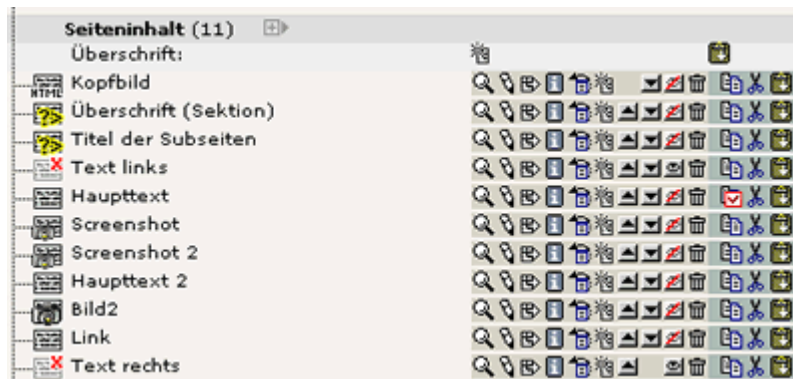 Seiteninhalt (11)
Überschrift:
HTML Kopfbild
?> Überschrift (Sektion)
?> Titel der Subseiten
Text links
Haupttext
Screenshot
Screenshot 2
Haupttext 2
Bild2
Link
Text rechts